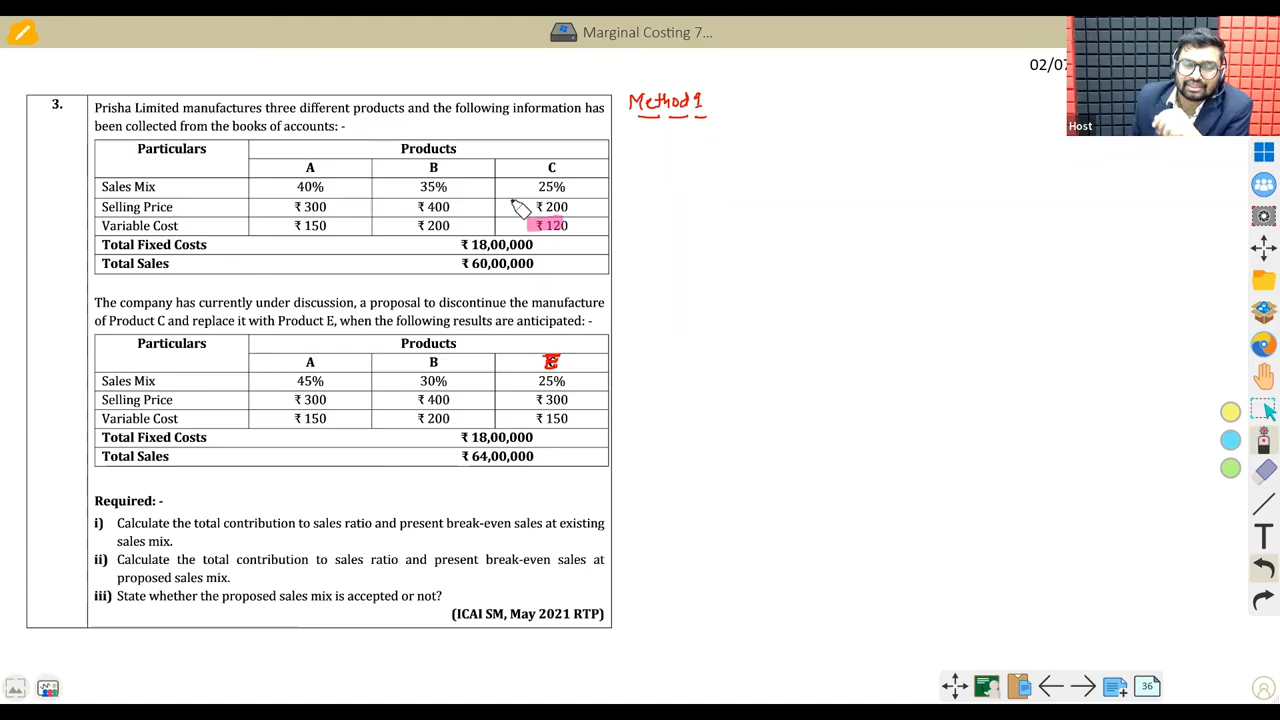 Marginal Costing 7...
02/07
Host
Method 1
3.
Prisha Limited manufactures three different products and the following information has
been collected from the books of accounts: -
Particulars Products
A B C
Sales Mix 40% 35% 25%
Selling Price ₹ 300 ₹ 400 ₹ 200
Variable Cost ₹ 150 ₹ 200 ₹ 120
Total Fixed Costs ₹ 18,00,000
Total Sales ₹ 60,00,000
The company has currently under discussion, a proposal to discontinue the manufacture
of Product C and replace it with Product E, when the following results are anticipated: -
Particulars Products
A B E
Sales Mix 45% 30% 25%
Selling Price ₹ 300 ₹ 400 ₹ 300
Variable Cost ₹ 150 ₹ 200 ₹ 150
Total Fixed Costs ₹ 18,00,000
Total Sales ₹ 64,00,000
Required: -
i) Calculate the total contribution to sales ratio and present break-even sales at existing
sales mix.
ii) Calculate the total contribution to sales ratio and present break-even sales at
proposed sales mix.
iii) State whether the proposed sales mix is accepted or not?
(ICAI SM, May 2021 RTP)
T
36